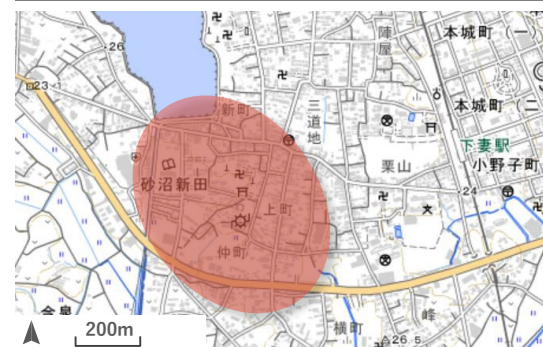 26
本城町(一)
陣屋
23
新町
三道地
本城町(二
下妻駅
栗山
小野子町
砂沼新田
24
上町
仲町
今泉
200m
横町
峰
26.5